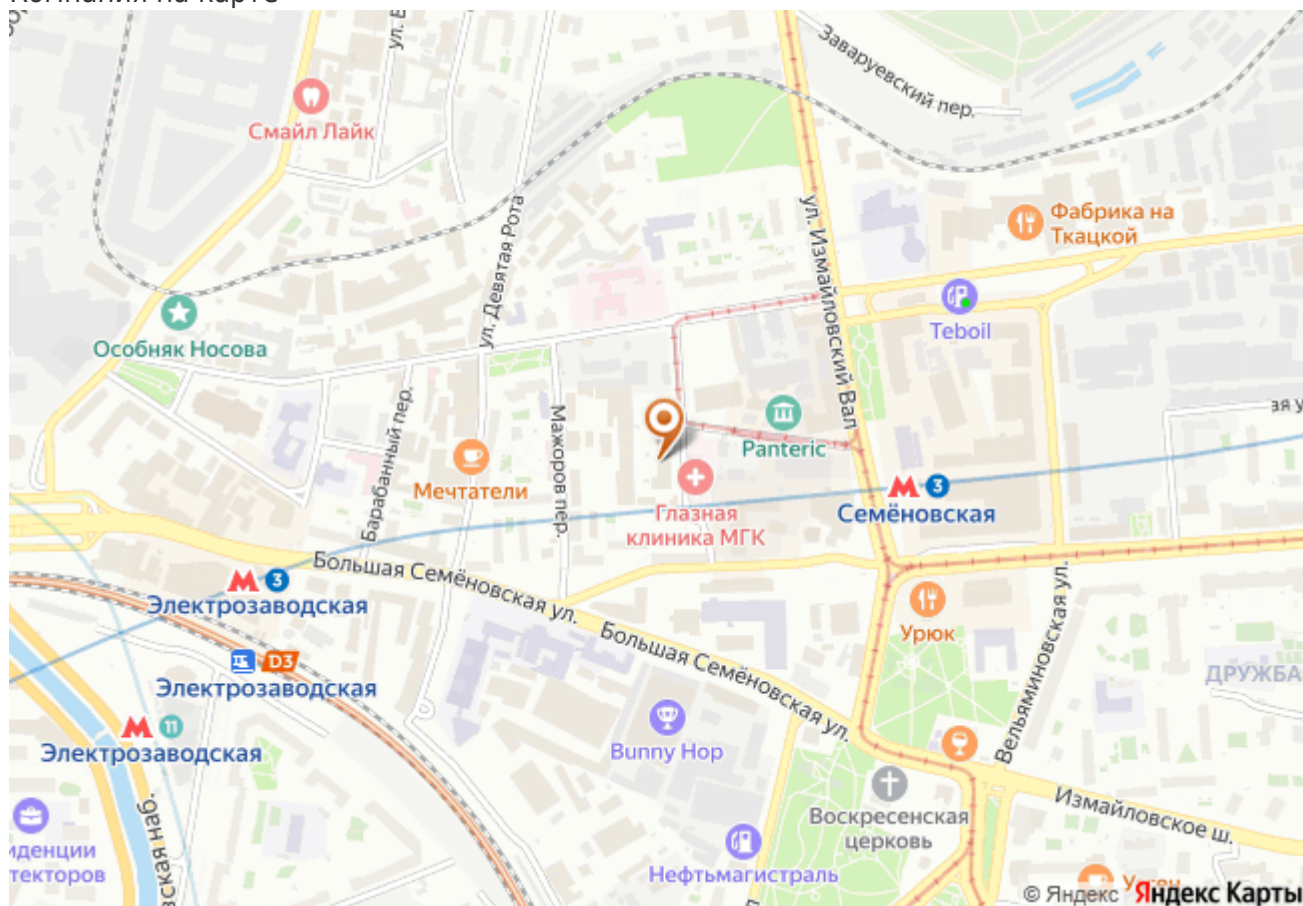 Компания на карте
Заваруевский пер.
Смайл Лайк
ул. Девятая Рота
ул. Измайловский Вал
Фабрика на
Ткацкой
Teboil
Особняк Носова
Барабанный пер.
Мажоров пер.
Мечтатели
Panteric
Глазная
клиника МГК
М 3
Семёновская
Большая Семёновская ул.
М 3
Электрозаводская
D3
Электрозаводская
М 11
Электрозаводская
Урюк
Большая Семёновская ул.
Вельяминовская ул.
ДРУЖБА
Bunny Hop
Воскресенская
церковь
Измайловское ш.
Нефтьмагистраль
© Яндекс Яндекс Карты